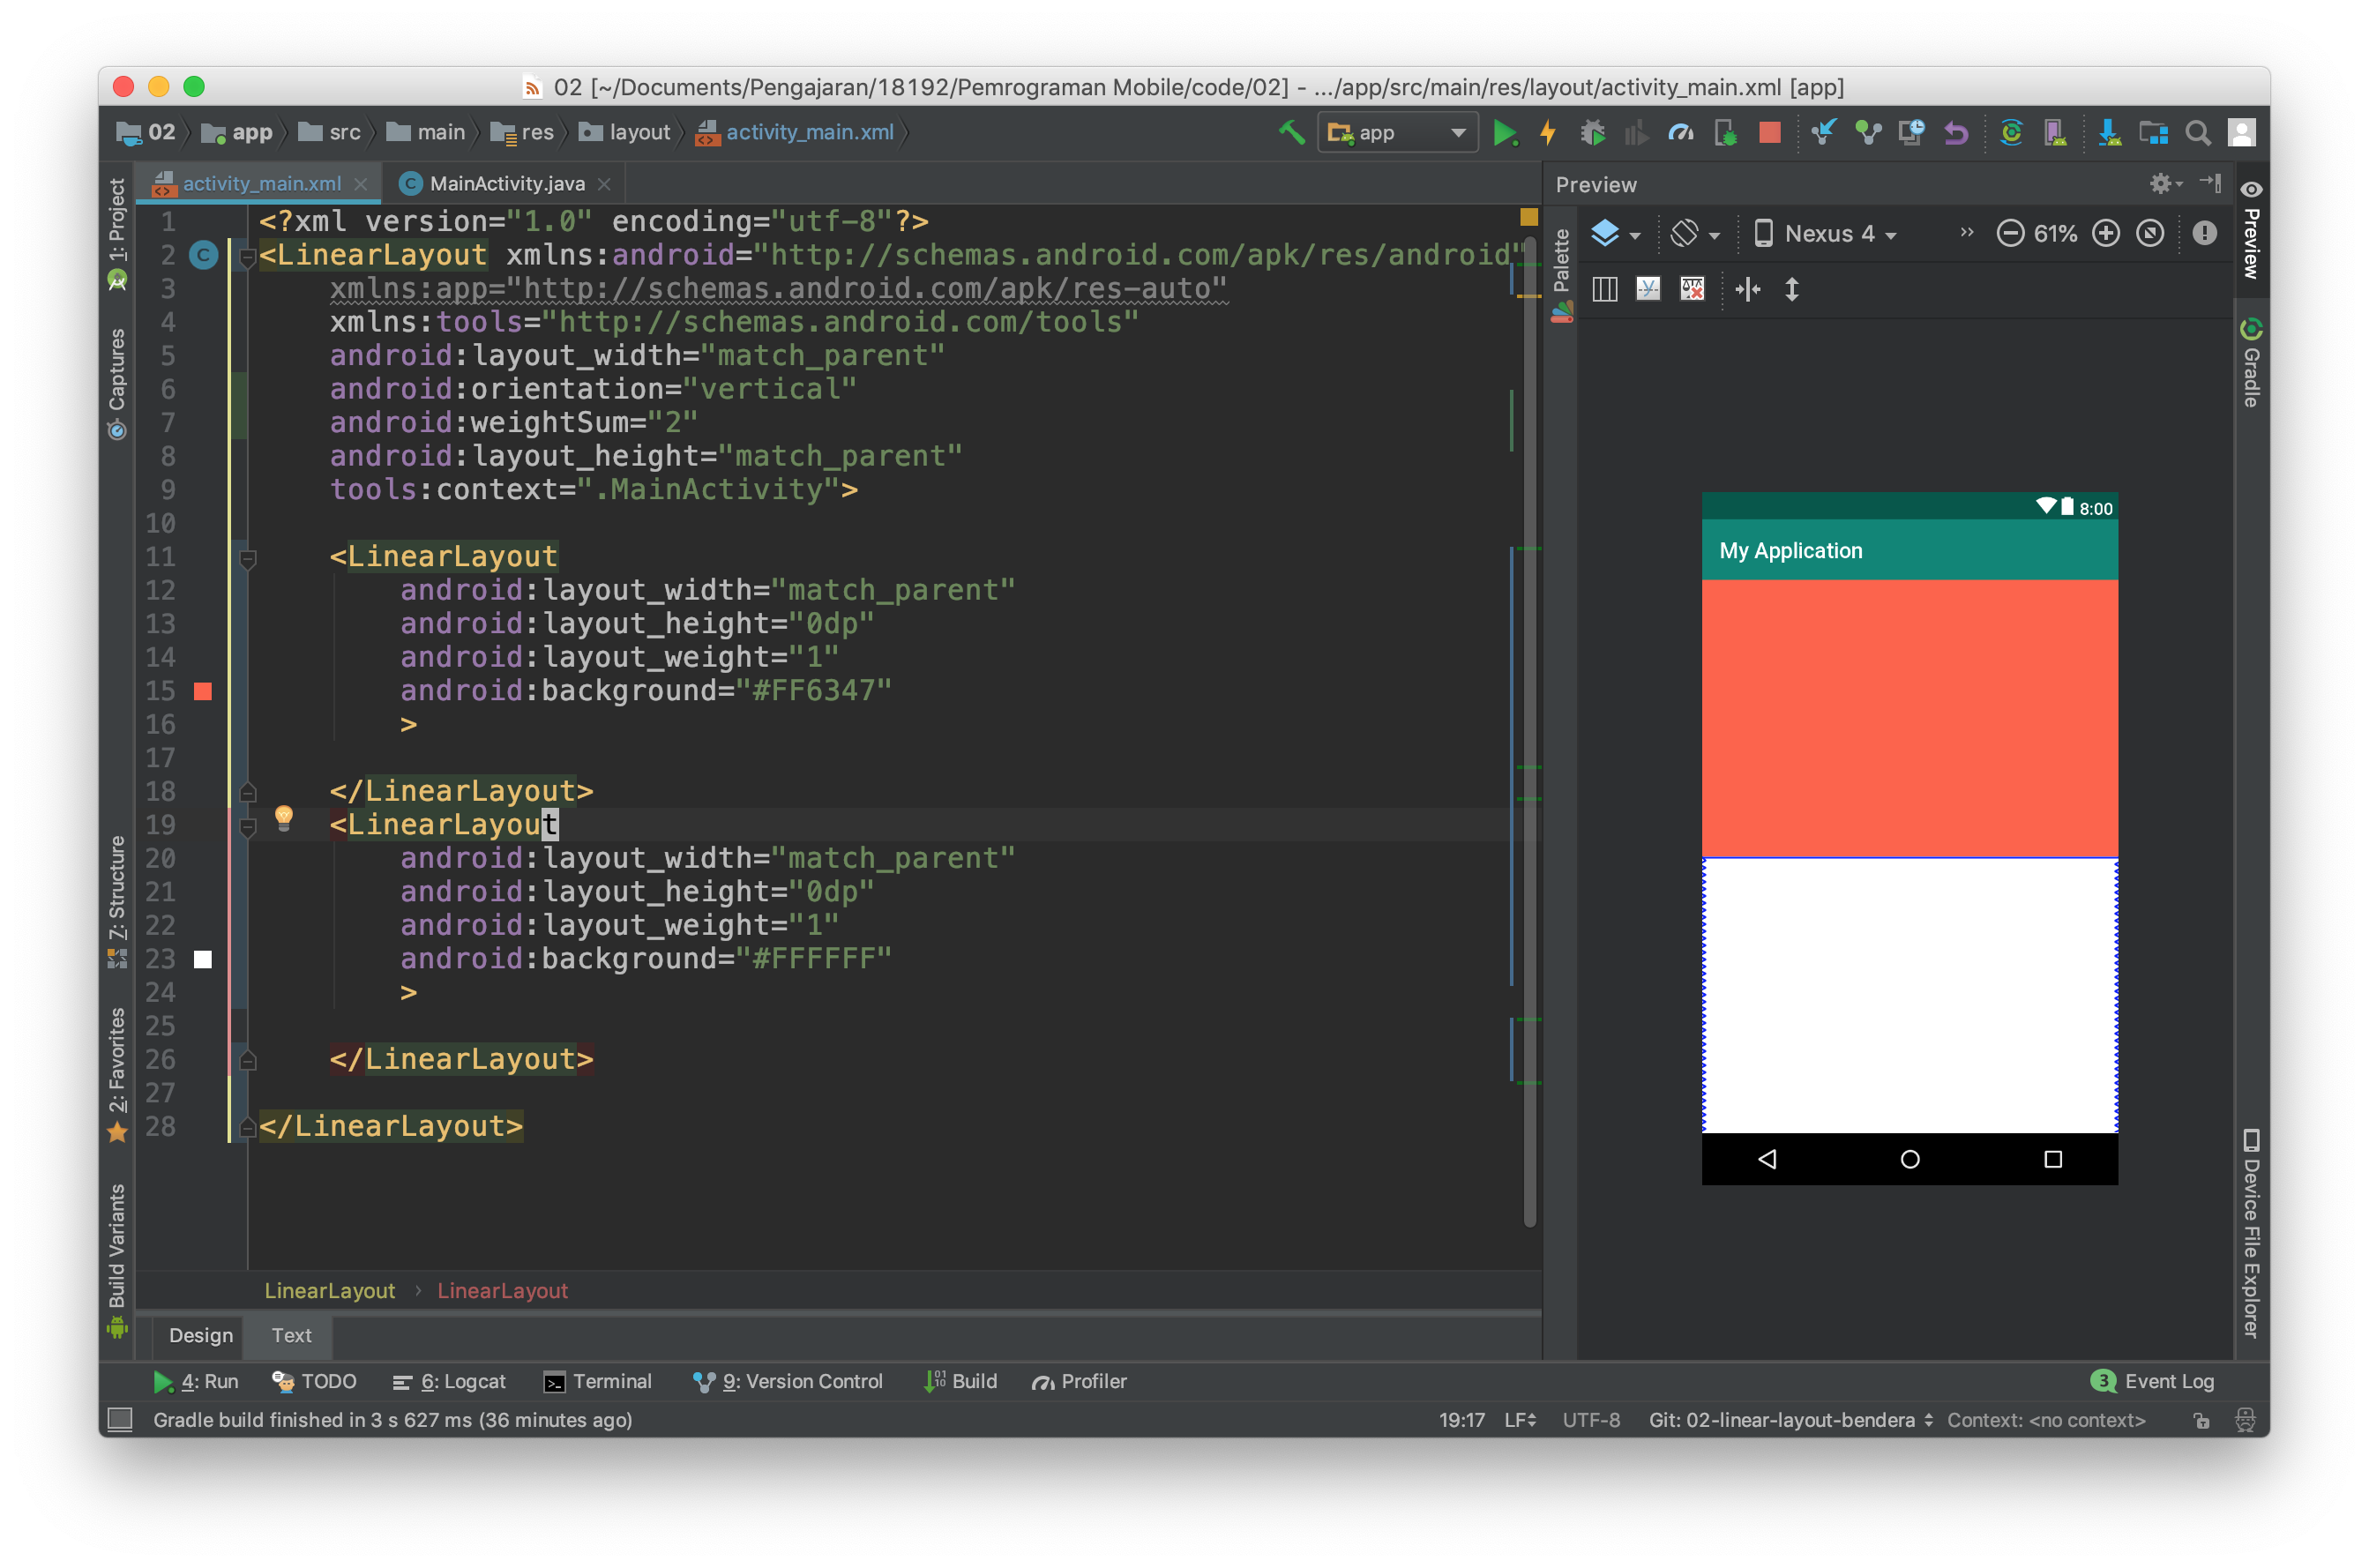 02 [~/Documents/Pengajaran/18192/Pemrograman Mobile/code/02] - .../app/src/main/res/layout/activity_main.xml [app]
02 app src main res layout activity_main.xml app
activity_main.xml MainActivity.java
Preview
1: Project
Captures
7: Structure
2: Favorites
Build Variants
1 <?xml version="1.0" encoding="utf-8"?>
2 <LinearLayout xmlns:android="http://schemas.android.com/apk/res/android"
3 xmlns:app="http://schemas.android.com/apk/res-auto"
4 xmlns:tools="http://schemas.android.com/tools"
5 android:layout_width="match_parent"
6 android:orientation="vertical"
7 android:weightSum="2"
8 android:layout_height="match_parent"
9 tools:context=".MainActivity">
10
11 <LinearLayout
12 android:layout_width="match_parent"
13 android:layout_height="0dp"
14 android:layout_weight="1"
15 android:background="#FF6347"
16 >
17
18 </LinearLayout>
19 <LinearLayout
20 android:layout_width="match_parent"
21 android:layout_height="0dp"
22 android:layout_weight="1"
23 android:background="#FFFFFF"
24 >
25
26 </LinearLayout>
27
28 </LinearLayout>
LinearLayout › LinearLayout
Design Text
Palette
Nexus 4 » 61%
8:00
My Application
Preview
Gradle
Device File Explorer
4: Run TODO 6: Logcat Terminal 9: Version Control Build Profiler 3 Event Log
Gradle build finished in 3 s 627 ms (36 minutes ago) 19:17 LF UTF-8 Git: 02-linear-layout-bendera Context: <no context>